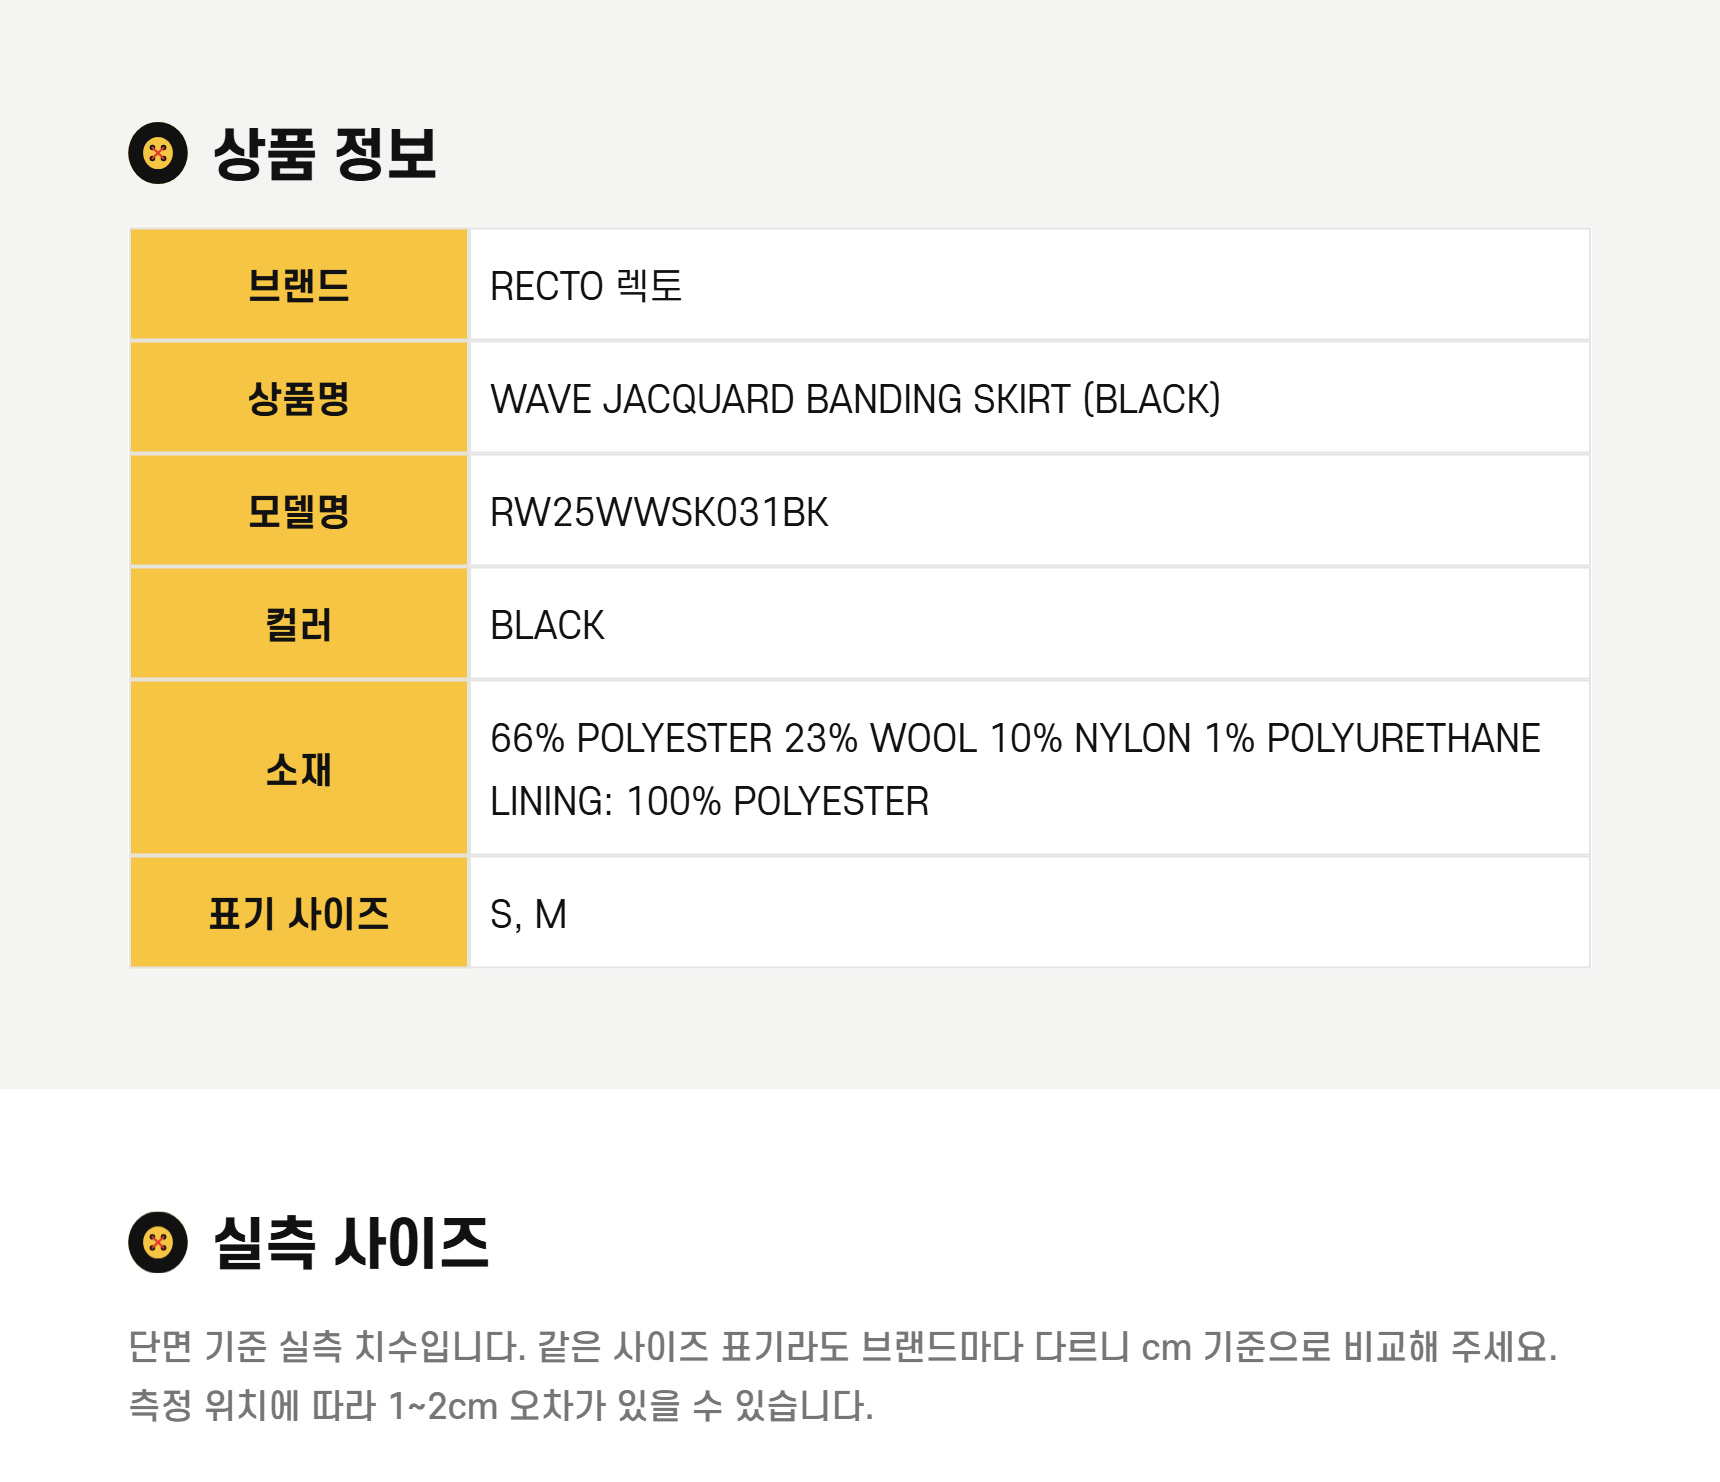 상품 정보
브랜드 RECTO 렉토
상품명 WAVE JACQUARD BANDING SKIRT (BLACK)
모델명 RW25WWSK031BK
컬러 BLACK
소재 66% POLYESTER 23% WOOL 10% NYLON 1% POLYURETHANE
LINING: 100% POLYESTER
표기 사이즈 S, M
실측 사이즈
단면 기준 실측 치수입니다. 같은 사이즈 표기라도 브랜드마다 다르니 cm 기준으로 비교해 주세요.
측정 위치에 따라 1~2cm 오차가 있을 수 있습니다.